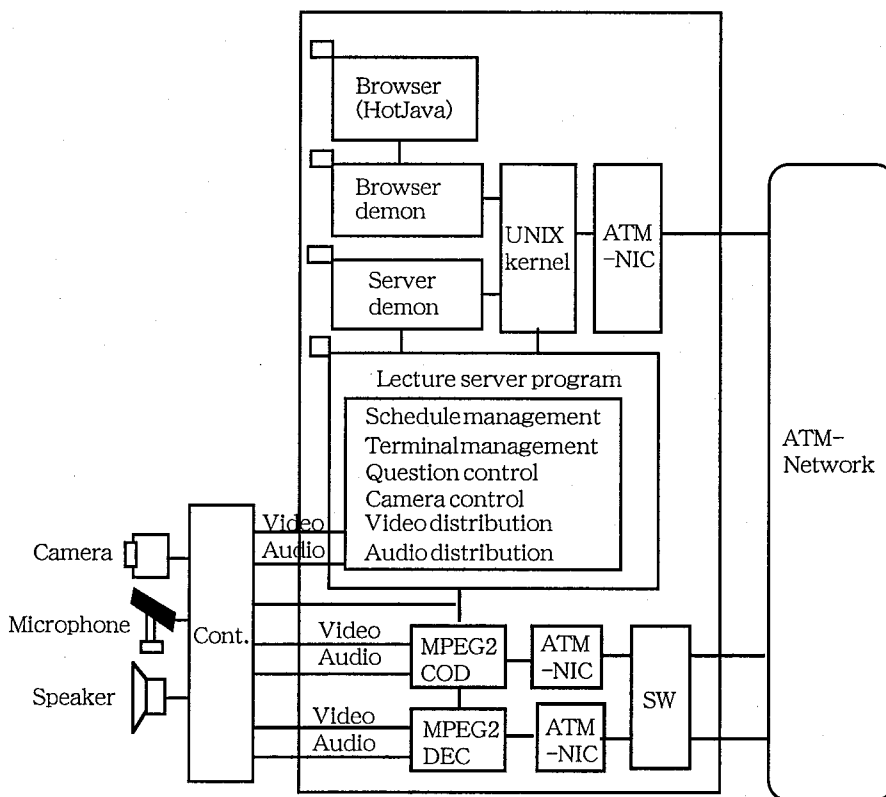 Browser
(HotJava)
Browser
demon
UNIX
kernel
ATM
-NIC
Server
demon
Lecture server program
Schedule management
Terminal management
Question control
Camera control
Video distribution
Audio distribution
ATM-
Network
Video
Audio
Camera
Microphone
Speaker
Cont.
Video
Audio
MPEG2
COD
ATM
-NIC
SW
Video
Audio
MPEG2
DEC
ATM
-NIC